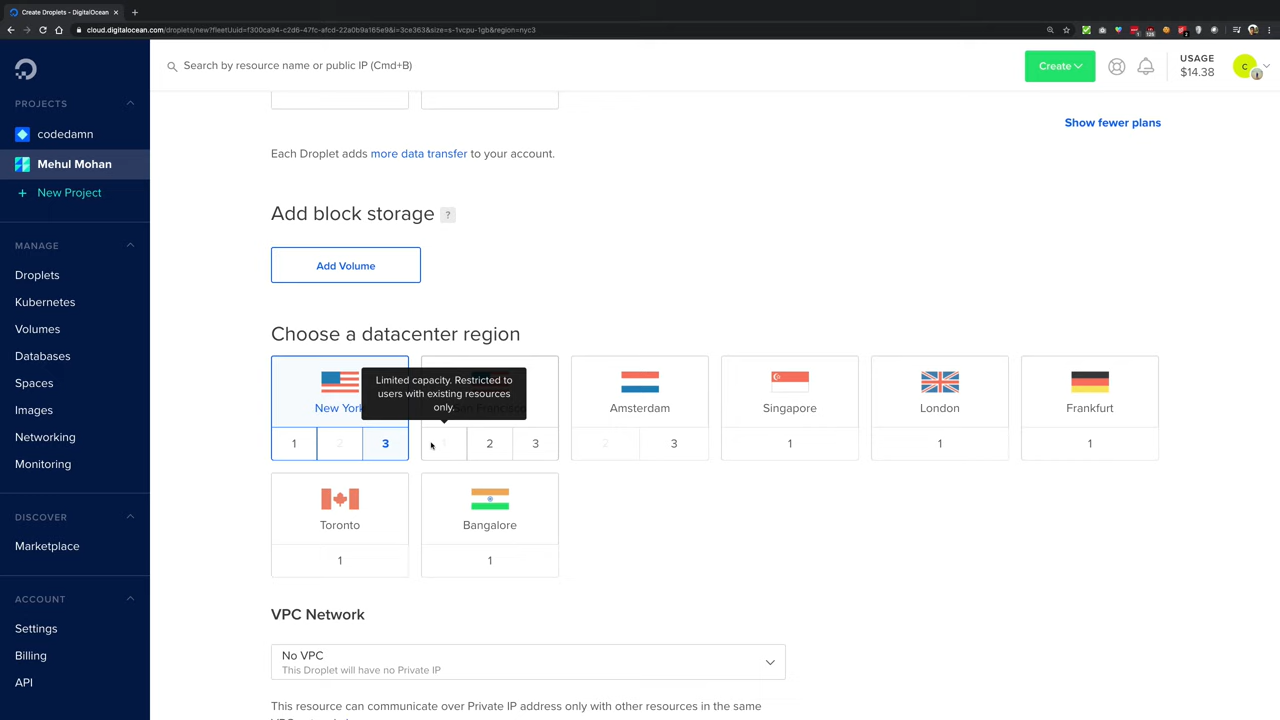 Create Droplets - DigitalOcean
cloud.digitalocean.com/droplets/new?fleetUuid=f300ca94-c2d6-47fc-afcd-22a0b9a165e9&i=3ce363&size=s-1vcpu-1gb&region=nyc3
Search by resource name or public IP (Cmd+B)
Create
USAGE
$14.38
C
PROJECTS
codedamn
Mehul Mohan
+ New Project
MANAGE
Droplets
Kubernetes
Volumes
Databases
Spaces
Images
Networking
Monitoring
DISCOVER
Marketplace
ACCOUNT
Settings
Billing
API
Show fewer plans
Each Droplet adds more data transfer to your account.
Add block storage ?
Add Volume
Choose a datacenter region
Limited capacity. Restricted to
users with existing resources
only.
New York
1 2 3
1 2 3
Amsterdam
2 3
Singapore
1
London
1
Frankfurt
1
Toronto
1
Bangalore
1
VPC Network
No VPC
This Droplet will have no Private IP
This resource can communicate over Private IP address only with other resources in the same